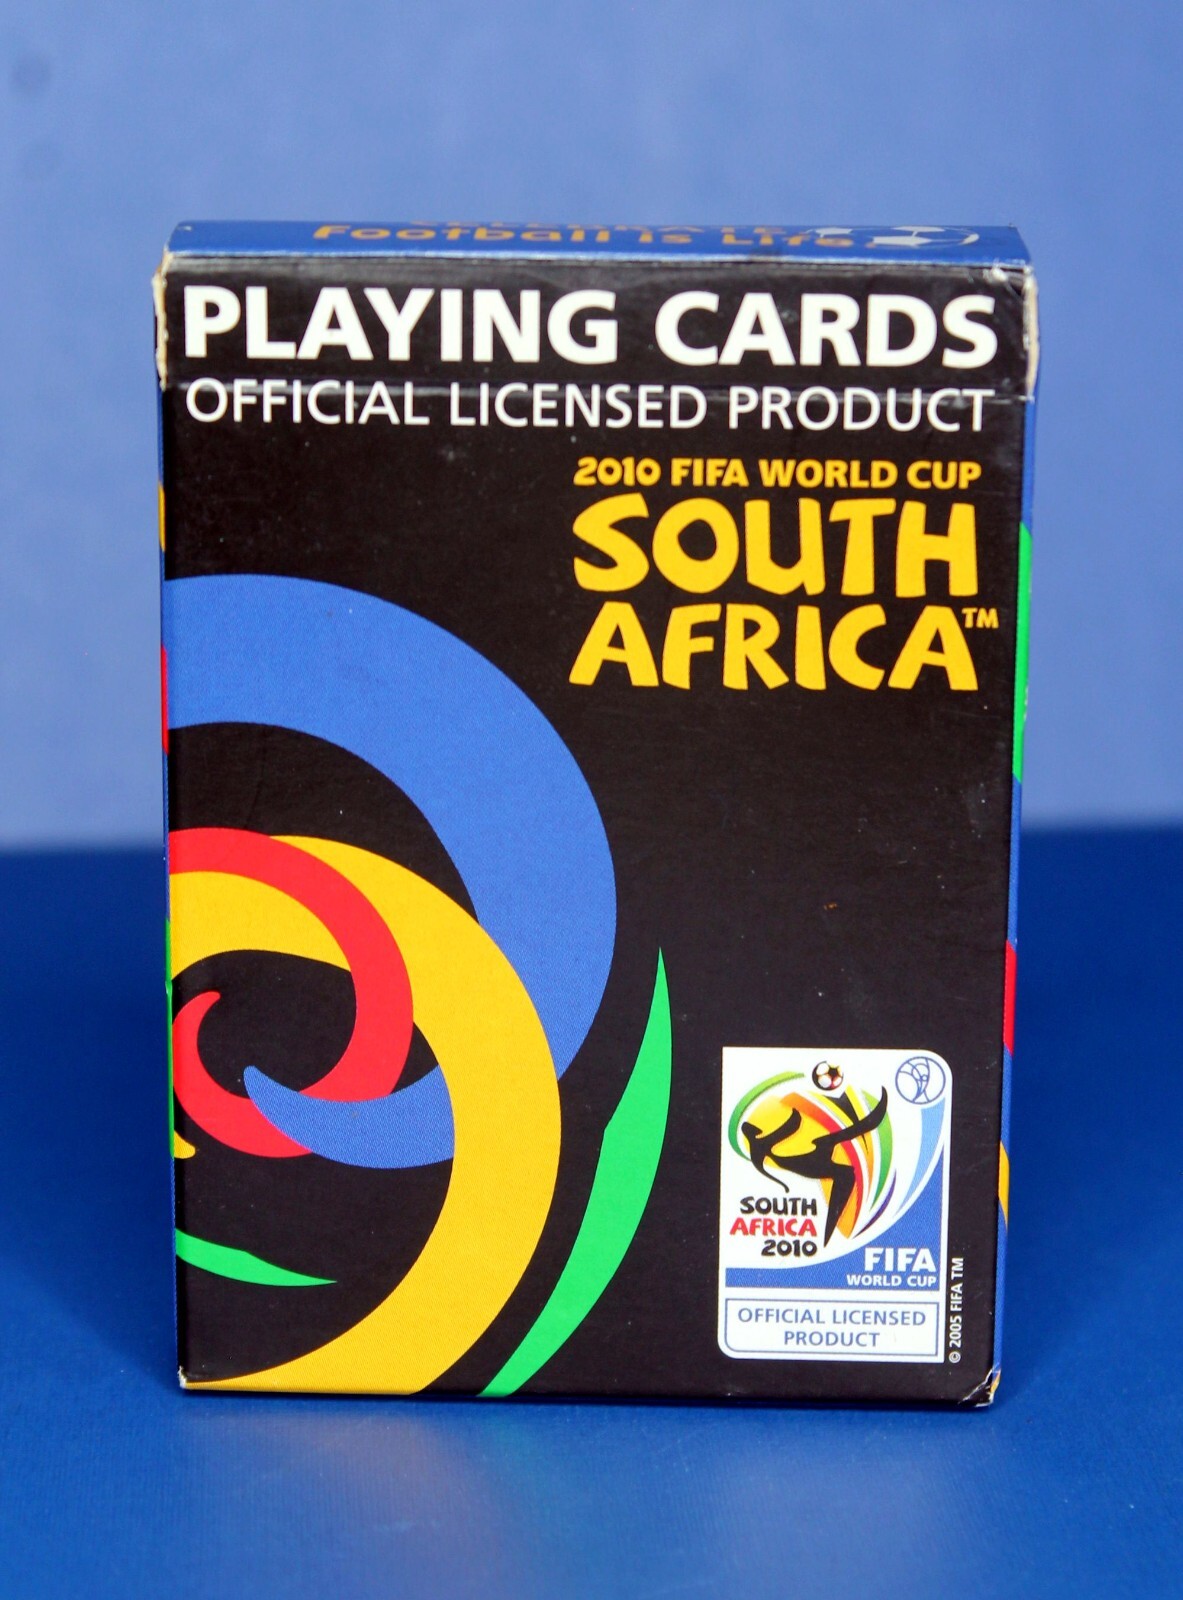 CELEBRATE
Football is Life!
PLAYING CARDS
OFFICIAL LICENSED PRODUCT
2010 FIFA WORLD CUP
SOUTH
AFRICA™
SOUTH
AFRICA
2010
FIFA
WORLD CUP
OFFICIAL LICENSED
PRODUCT
© 2005 FIFA TM